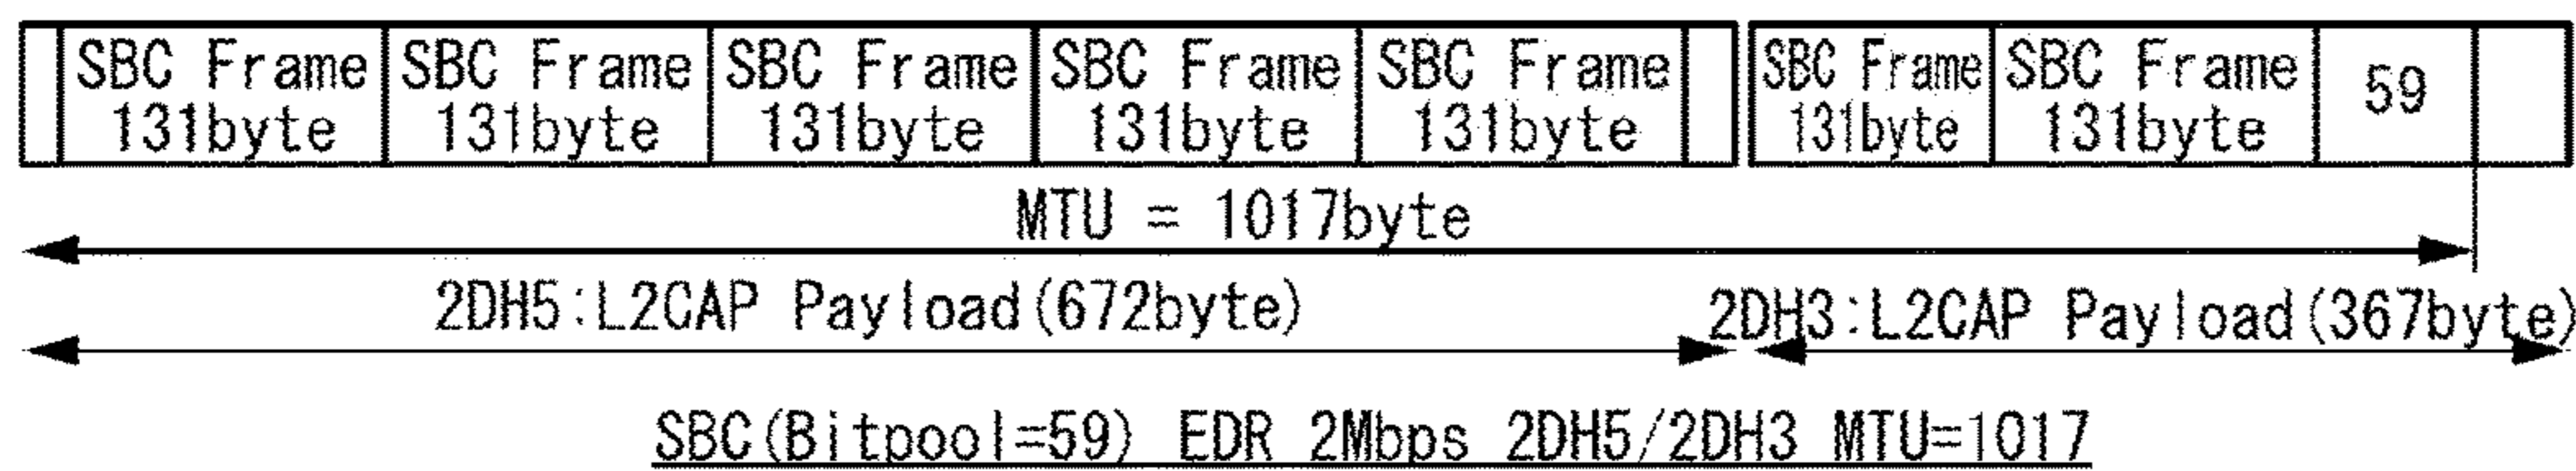 SBC Frame SBC Frame SBC Frame SBC Frame SBC Frame SBC Frame SBC Frame 59
131byte 131byte 131byte 131byte 131byte 131byte 131byte
MTU = 1017byte
2DH5:L2CAP Payload(672byte) 2DH3:L2CAP Payload(367byte)
SBC(Bitpool=59) EDR 2Mbps 2DH5/2DH3 MTU=1017